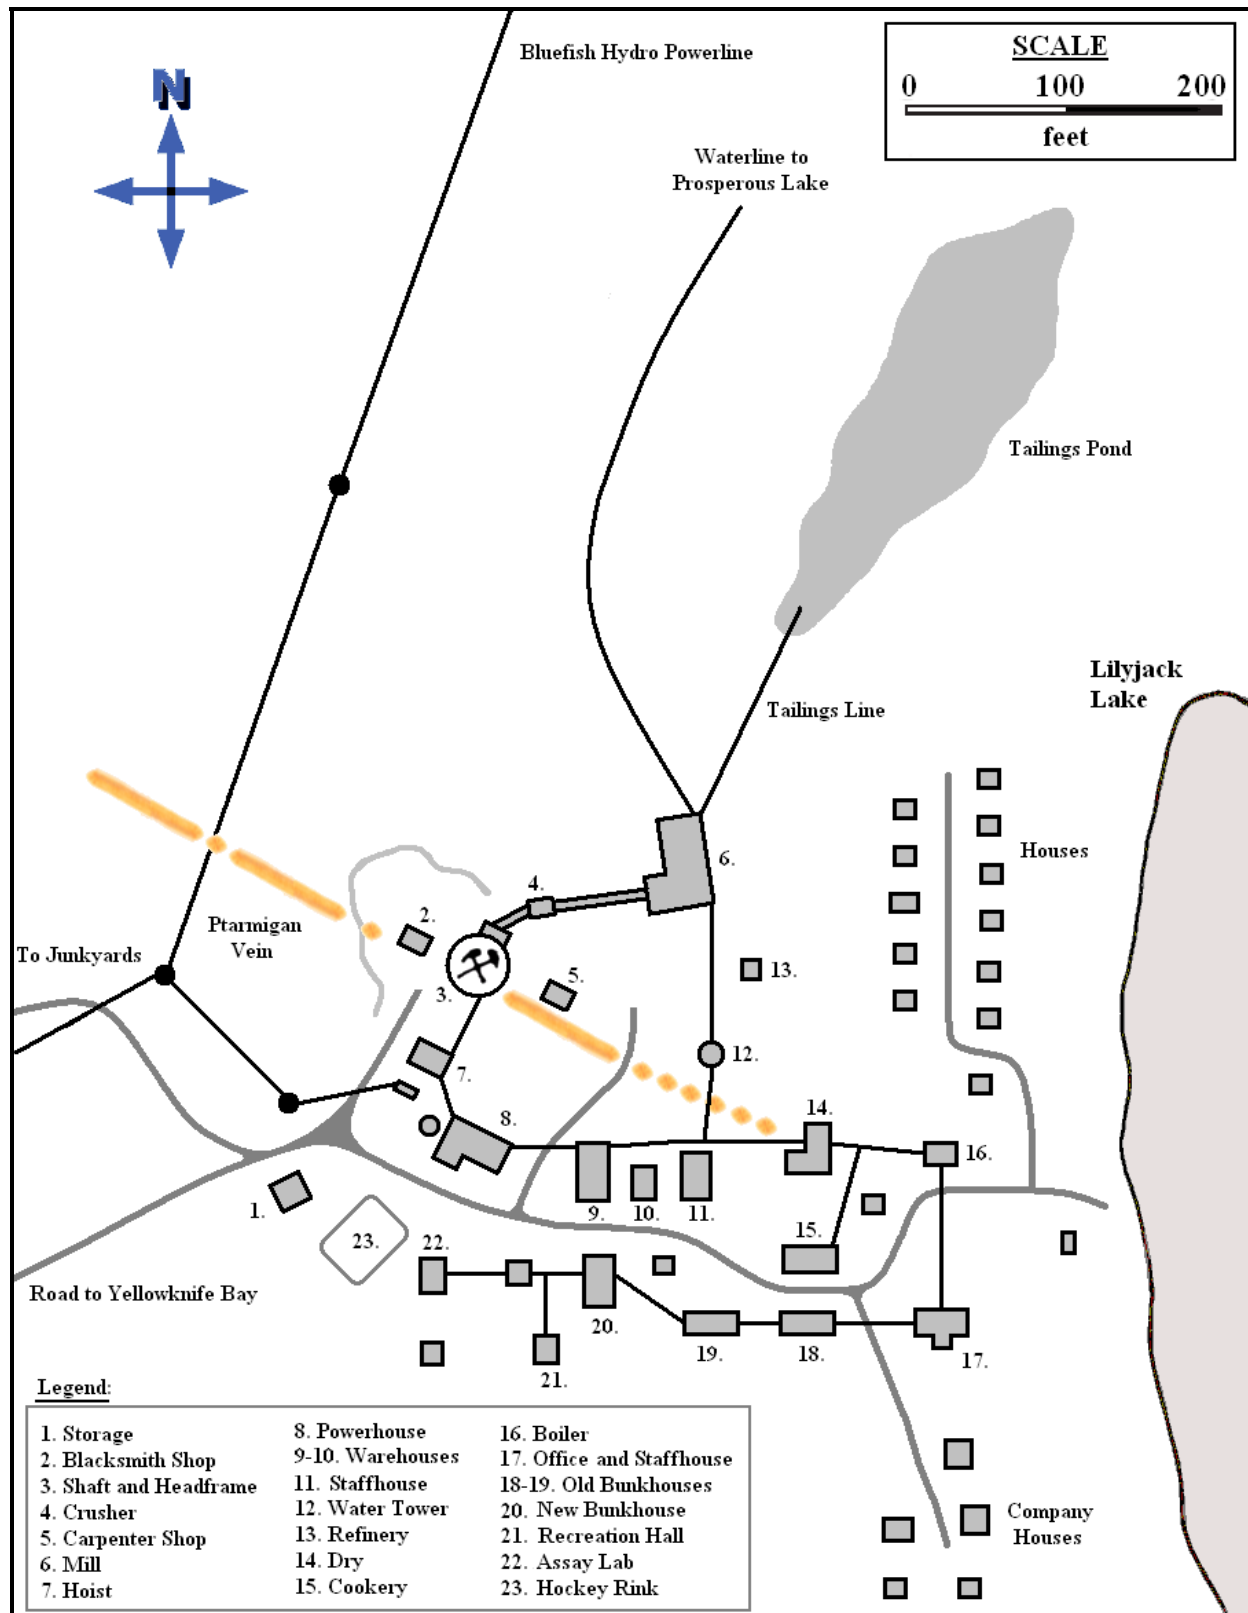 N
Bluefish Hydro Powerline
SCALE
0 100 200
feet
Waterline to
Prosperous Lake
Tailings Pond
Lilyjack
Lake
Tailings Line
Houses
Ptarmigan
Vein
To Junkyards
2.
4.
6.
3.
5.
13.
7.
12.
8.
14.
16.
9.
10.
11.
1.
23.
22.
15.
Road to Yellowknife Bay
20.
19.
18.
17.
21.
Company
Houses
Legend:
1. Storage
2. Blacksmith Shop
3. Shaft and Headframe
4. Crusher
5. Carpenter Shop
6. Mill
7. Hoist
8. Powerhouse
9-10. Warehouses
11. Staffhouse
12. Water Tower
13. Refinery
14. Dry
15. Cookery
16. Boiler
17. Office and Staffhouse
18-19. Old Bunkhouses
20. New Bunkhouse
21. Recreation Hall
22. Assay Lab
23. Hockey Rink